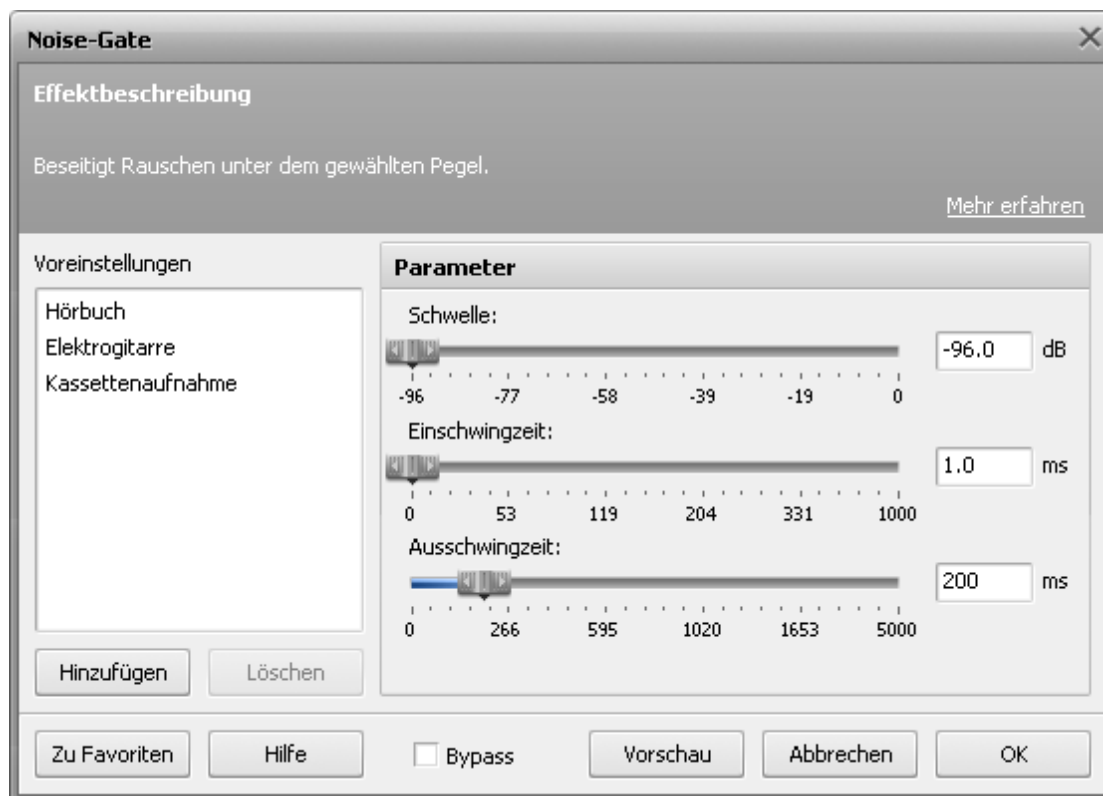 Noise-Gate
Effektbeschreibung
Beseitigt Rauschen unter dem gewählten Pegel.
Mehr erfahren
Voreinstellungen
Hörbuch
Elektrogitarre
Kassettenaufnahme
Hinzufügen Löschen
Parameter
Schwelle:
-96.0 dB
-96 -77 -58 -39 -19 0
Einschwingzeit:
1.0 ms
0 53 119 204 331 1000
Ausschwingzeit:
200 ms
0 266 595 1020 1653 5000
Zu Favoriten Hilfe Bypass Vorschau Abbrechen OK